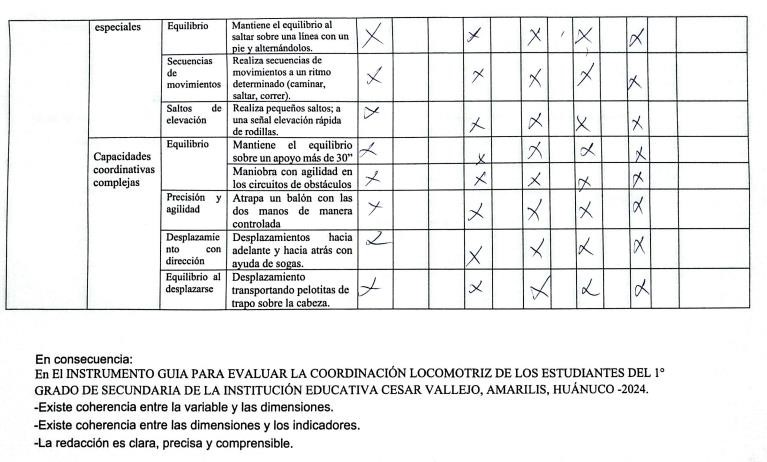 especiales
Equilibrio
Mantiene el equilibrio al
saltar sobre una línea con un
pie y alternándolos.
X X X X X
Secuencias
de
movimientos
Realiza secuencias de
movimientos a un ritmo
determinado (caminar,
saltar, correr).
X X X X X
Saltos de
elevación
Realiza pequeños saltos; a
una señal elevación rápida
de rodillas.
X X X X X
Capacidades
coordinativas
complejas
Equilibrio
Mantiene el equilibrio
sobre un apoyo más de 30”
X X X X X
Maniobra con agilidad en
los circuitos de obstáculos
X X X X X
Precisión y
agilidad
Atrapa un balón con las
dos manos de manera
controlada
X X X X X
Desplazamie
nto con
dirección
Desplazamientos hacia
adelante y hacia atrás con
ayuda de sogas.
X X X X X
Equilibrio al
desplazarse
Desplazamiento
transportando pelotitas de
trapo sobre la cabeza.
X X X X X
En consecuencia:
En El INSTRUMENTO GUIA PARA EVALUAR LA COORDINACIÓN LOCOMOTRIZ DE LOS ESTUDIANTES DEL 1°
GRADO DE SECUNDARIA DE LA INSTITUCIÓN EDUCATIVA CESAR VALLEJO, AMARILIS, HUÁNUCO -2024.
-Existe coherencia entre la variable y las dimensiones.
-Existe coherencia entre las dimensiones y los indicadores.
-La redacción es clara, precisa y comprensible.